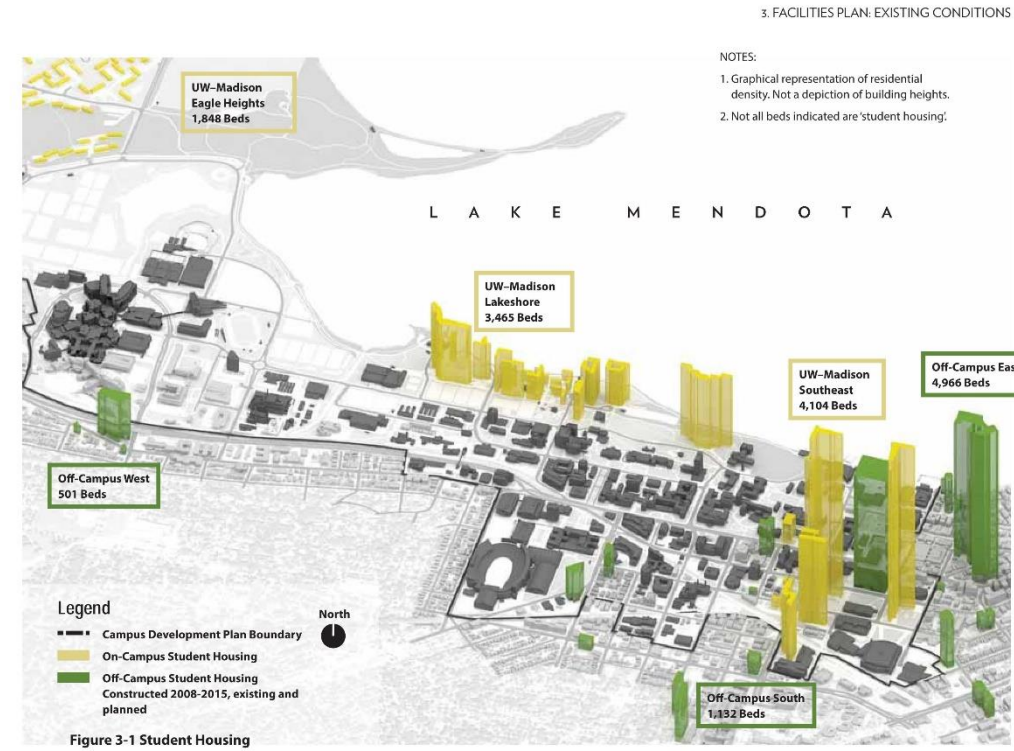 3. FACILITIES PLAN: EXISTING CONDITIONS
NOTES:
1. Graphical representation of residential
density. Not a depiction of building heights.
2. Not all beds indicated are 'student housing'.
UW–Madison
Eagle Heights
1,848 Beds
LAKE MENDOTA
UW–Madison
Lakeshore
3,465 Beds
UW–Madison
Southeast
4,104 Beds
Off-Campus Eas
4,966 Beds
Off-Campus West
501 Beds
Off-Campus South
1,132 Beds
Legend
North
Campus Development Plan Boundary
On-Campus Student Housing
Off-Campus Student Housing
Constructed 2008-2015, existing and
planned
Figure 3-1 Student Housing